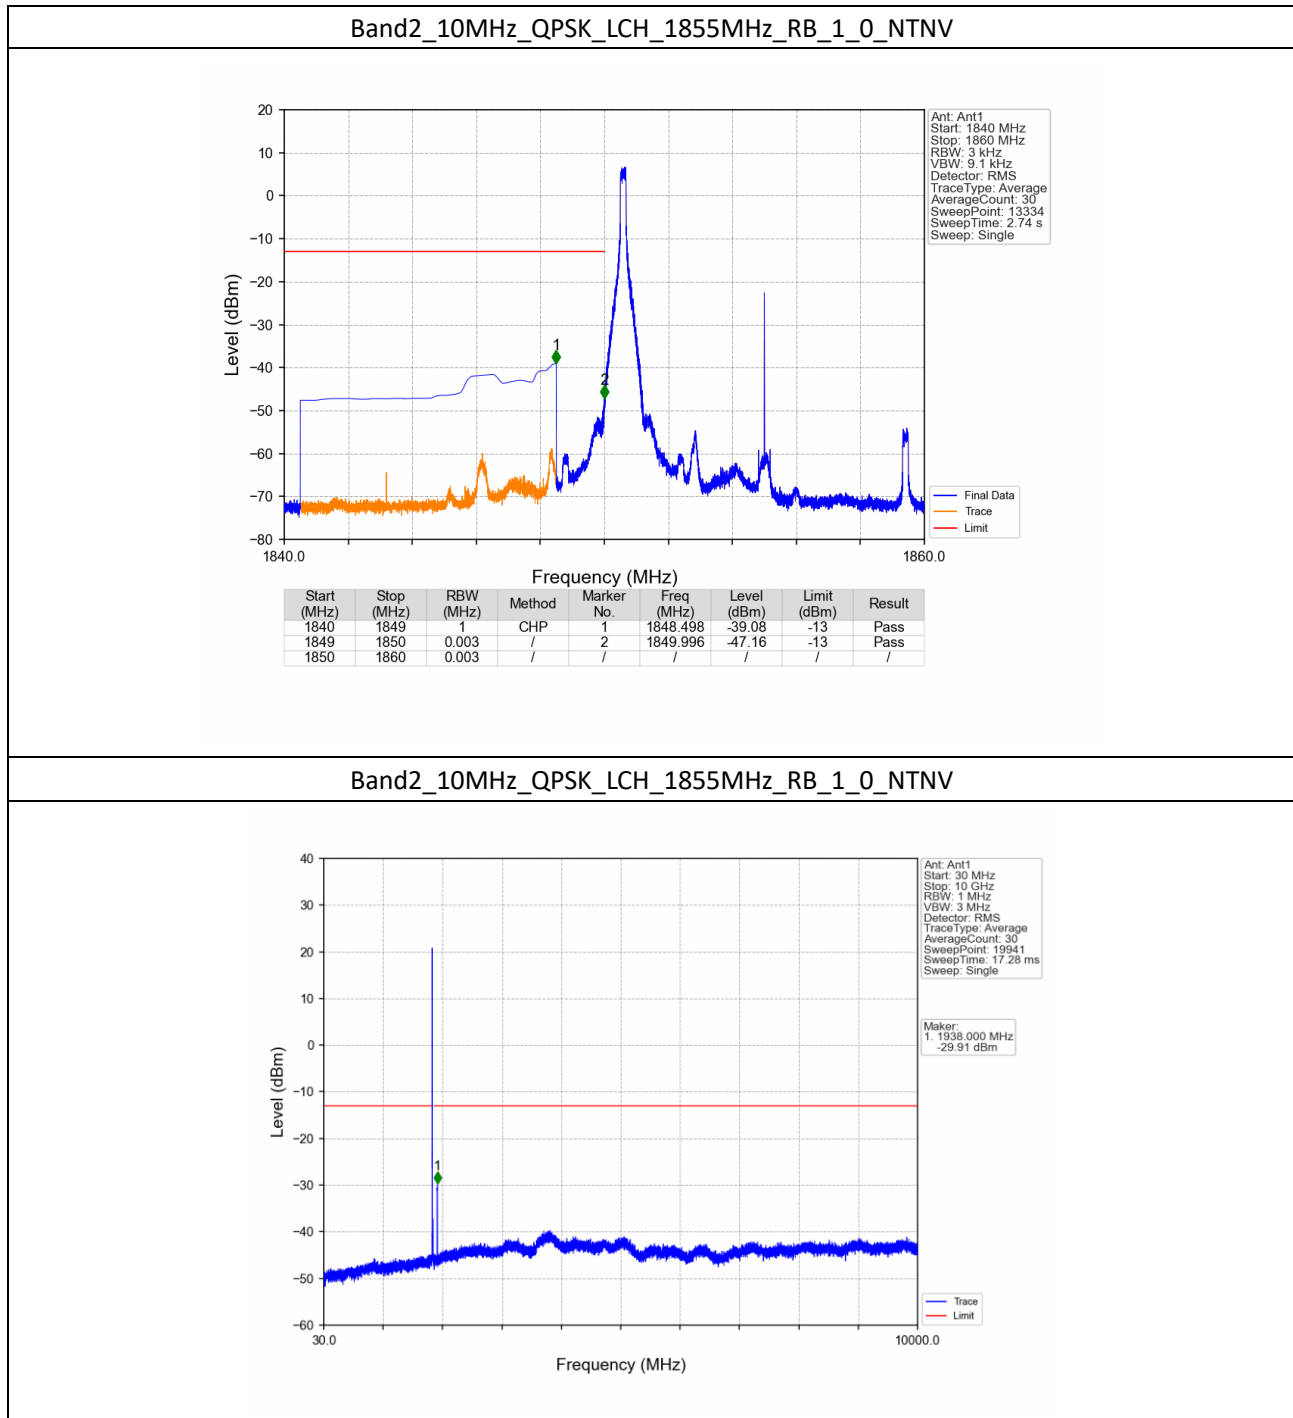 Band2_10MHz_QPSK_LCH_1855MHz_RB_1_0_NTNV
20
10
0
−10
−20
−30
−40
−50
−60
−70
−80
Level (dBm)
1
2
1840.0
1860.0
Frequency (MHz)
Ant: Ant1
Start: 1840 MHz
Stop: 1860 MHz
RBW: 3 kHz
VBW: 9.1 kHz
Detector: RMS
TraceType: Average
AverageCount: 30
SweepPoint: 13334
SweepTime: 2.74 s
Sweep: Single
Final Data
Trace
Limit
Start (MHz) Stop (MHz) RBW (MHz) Method Marker No. Freq (MHz) Level (dBm) Limit (dBm) Result
1840 1849 1 CHP 1 1848.498 -39.08 -13 Pass
1849 1850 0.003 / 2 1849.996 -47.16 -13 Pass
1850 1860 0.003 / / / / / /
Band2_10MHz_QPSK_LCH_1855MHz_RB_1_0_NTNV
40
30
20
10
0
−10
−20
−30
−40
−50
−60
Level (dBm)
1
30.0
10000.0
Frequency (MHz)
Ant: Ant1
Start: 30 MHz
Stop: 10 GHz
RBW: 1 MHz
VBW: 3 MHz
Detector: RMS
TraceType: Average
AverageCount: 30
SweepPoint: 19941
SweepTime: 17.28 ms
Sweep: Single
Maker:
1. 1938.000 MHz
-29.91 dBm
Trace
Limit